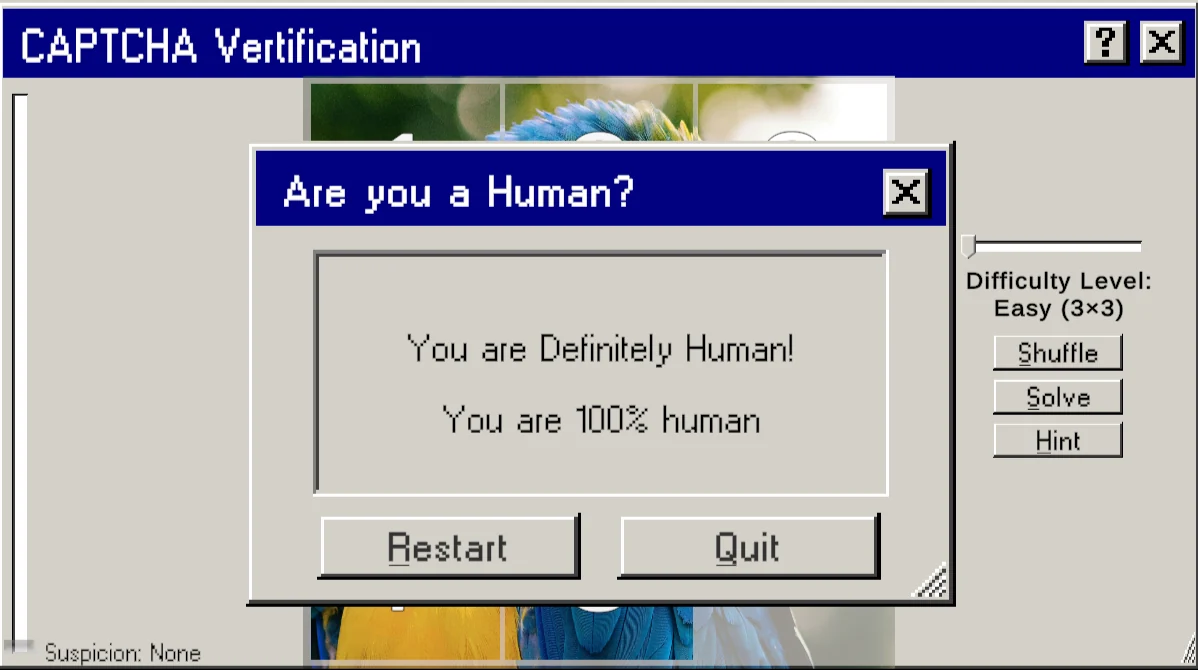 CAPTCHA Vertification
?
Are you a Human?
You are Definitely Human!
You are 100% human
Restart
Quit
Difficulty Level:
Easy (3×3)
Shuffle
Solve
Hint
Suspicion: None